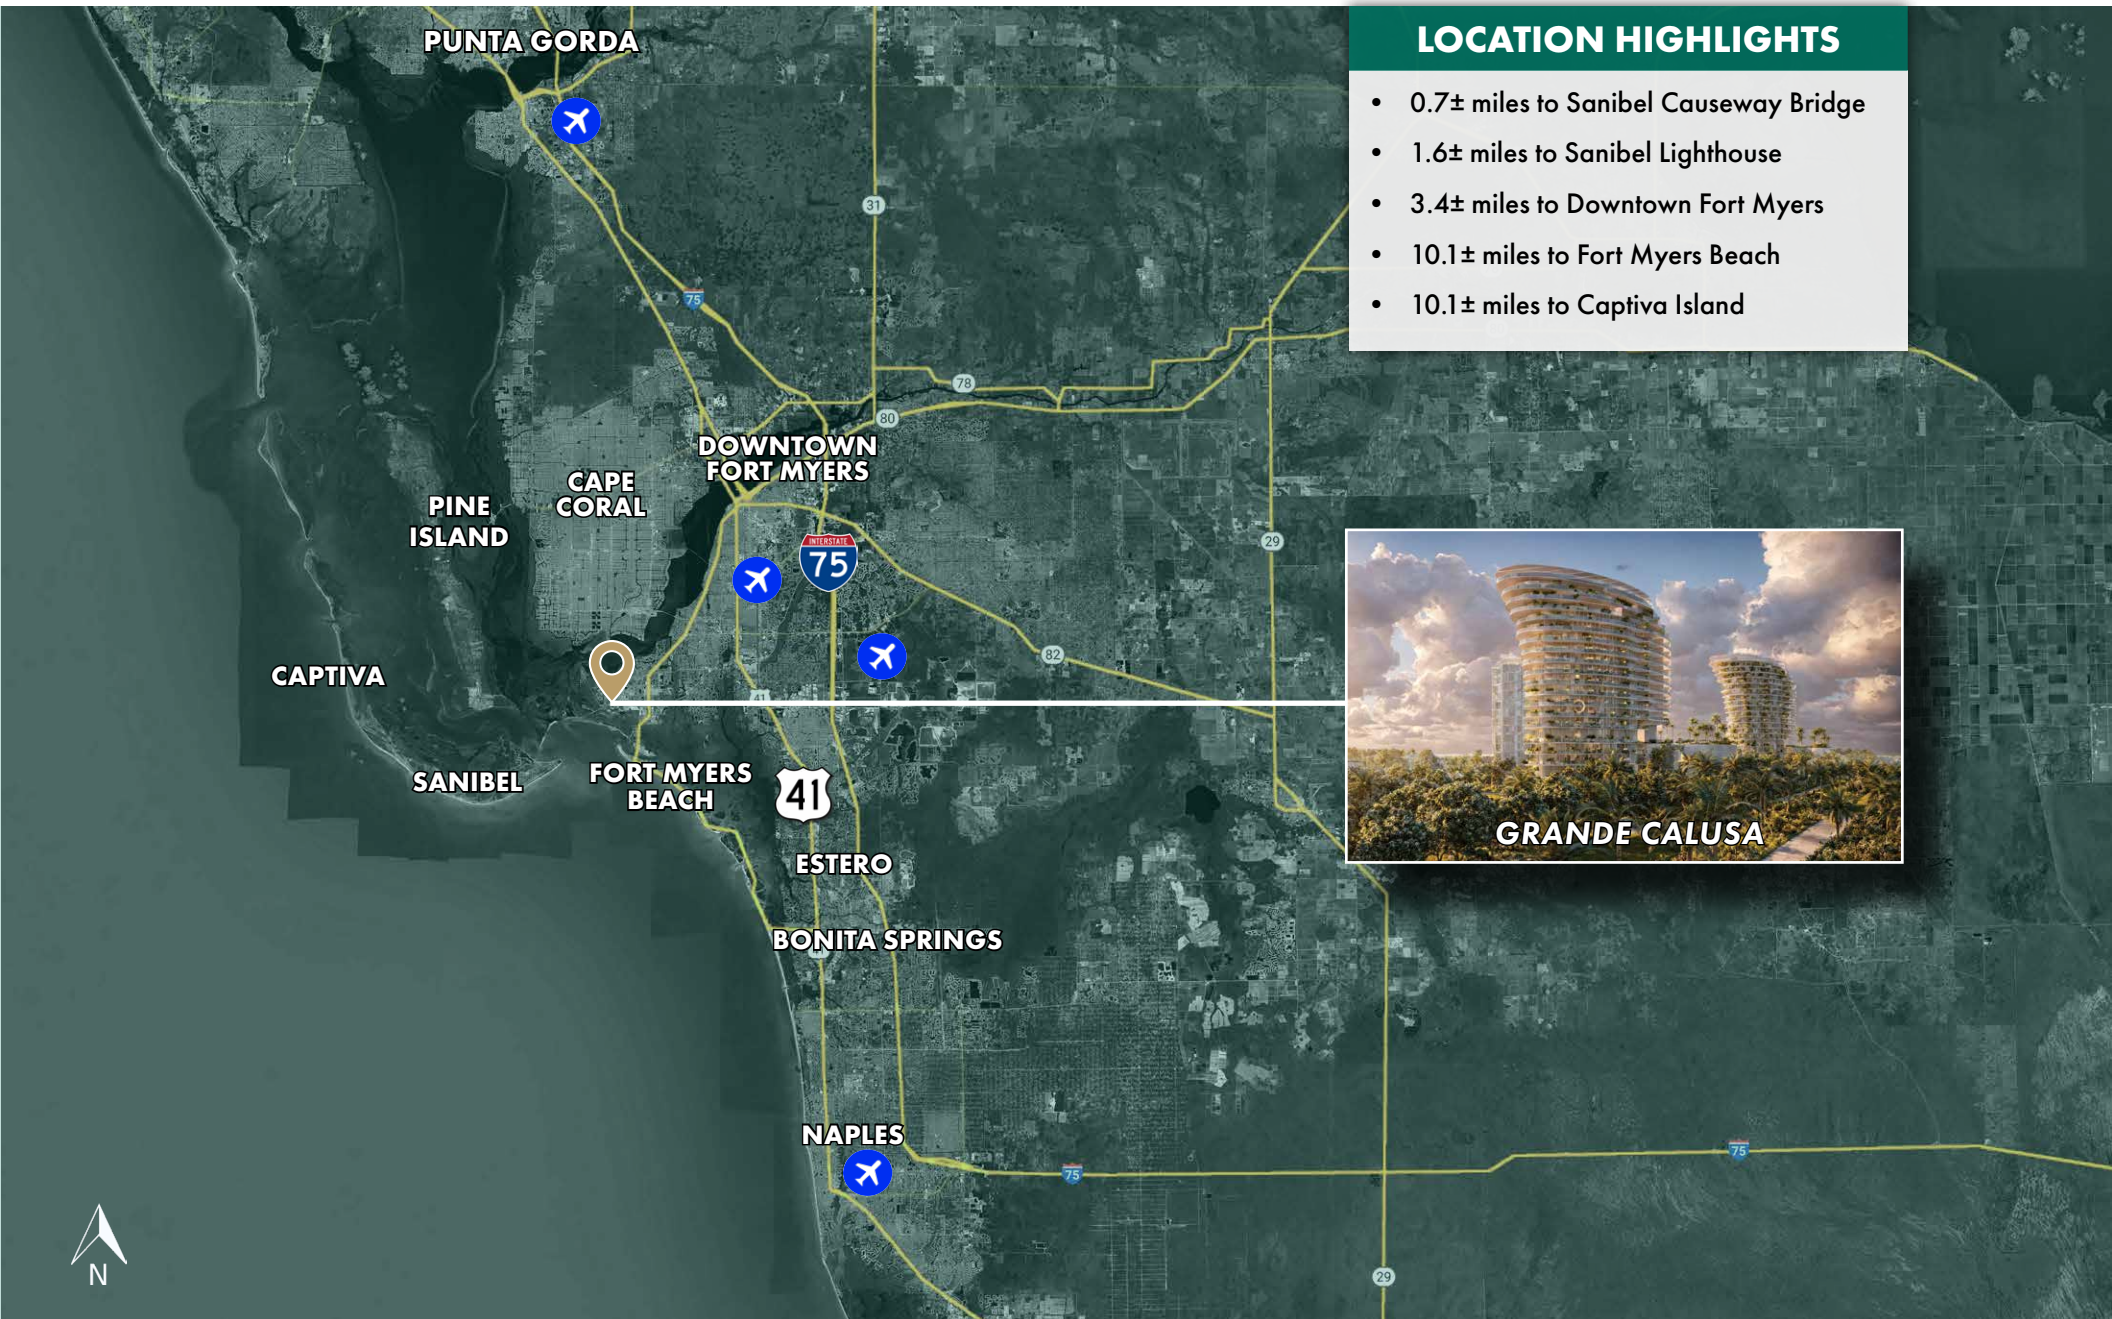 PUNTA GORDA
LOCATION HIGHLIGHTS
• 0.7± miles to Sanibel Causeway Bridge
• 1.6± miles to Sanibel Lighthouse
• 3.4± miles to Downtown Fort Myers
• 10.1± miles to Fort Myers Beach
• 10.1± miles to Captiva Island
31
75
78
80
DOWNTOWN
FORT MYERS
CAPE
CORAL
PINE
ISLAND
INTERSTATE
75
29
82
CAPTIVA
41
SANIBEL
FORT MYERS
BEACH
41
GRANDE CALUSA
ESTERO
BONITA SPRINGS
NAPLES
75
75
N
29